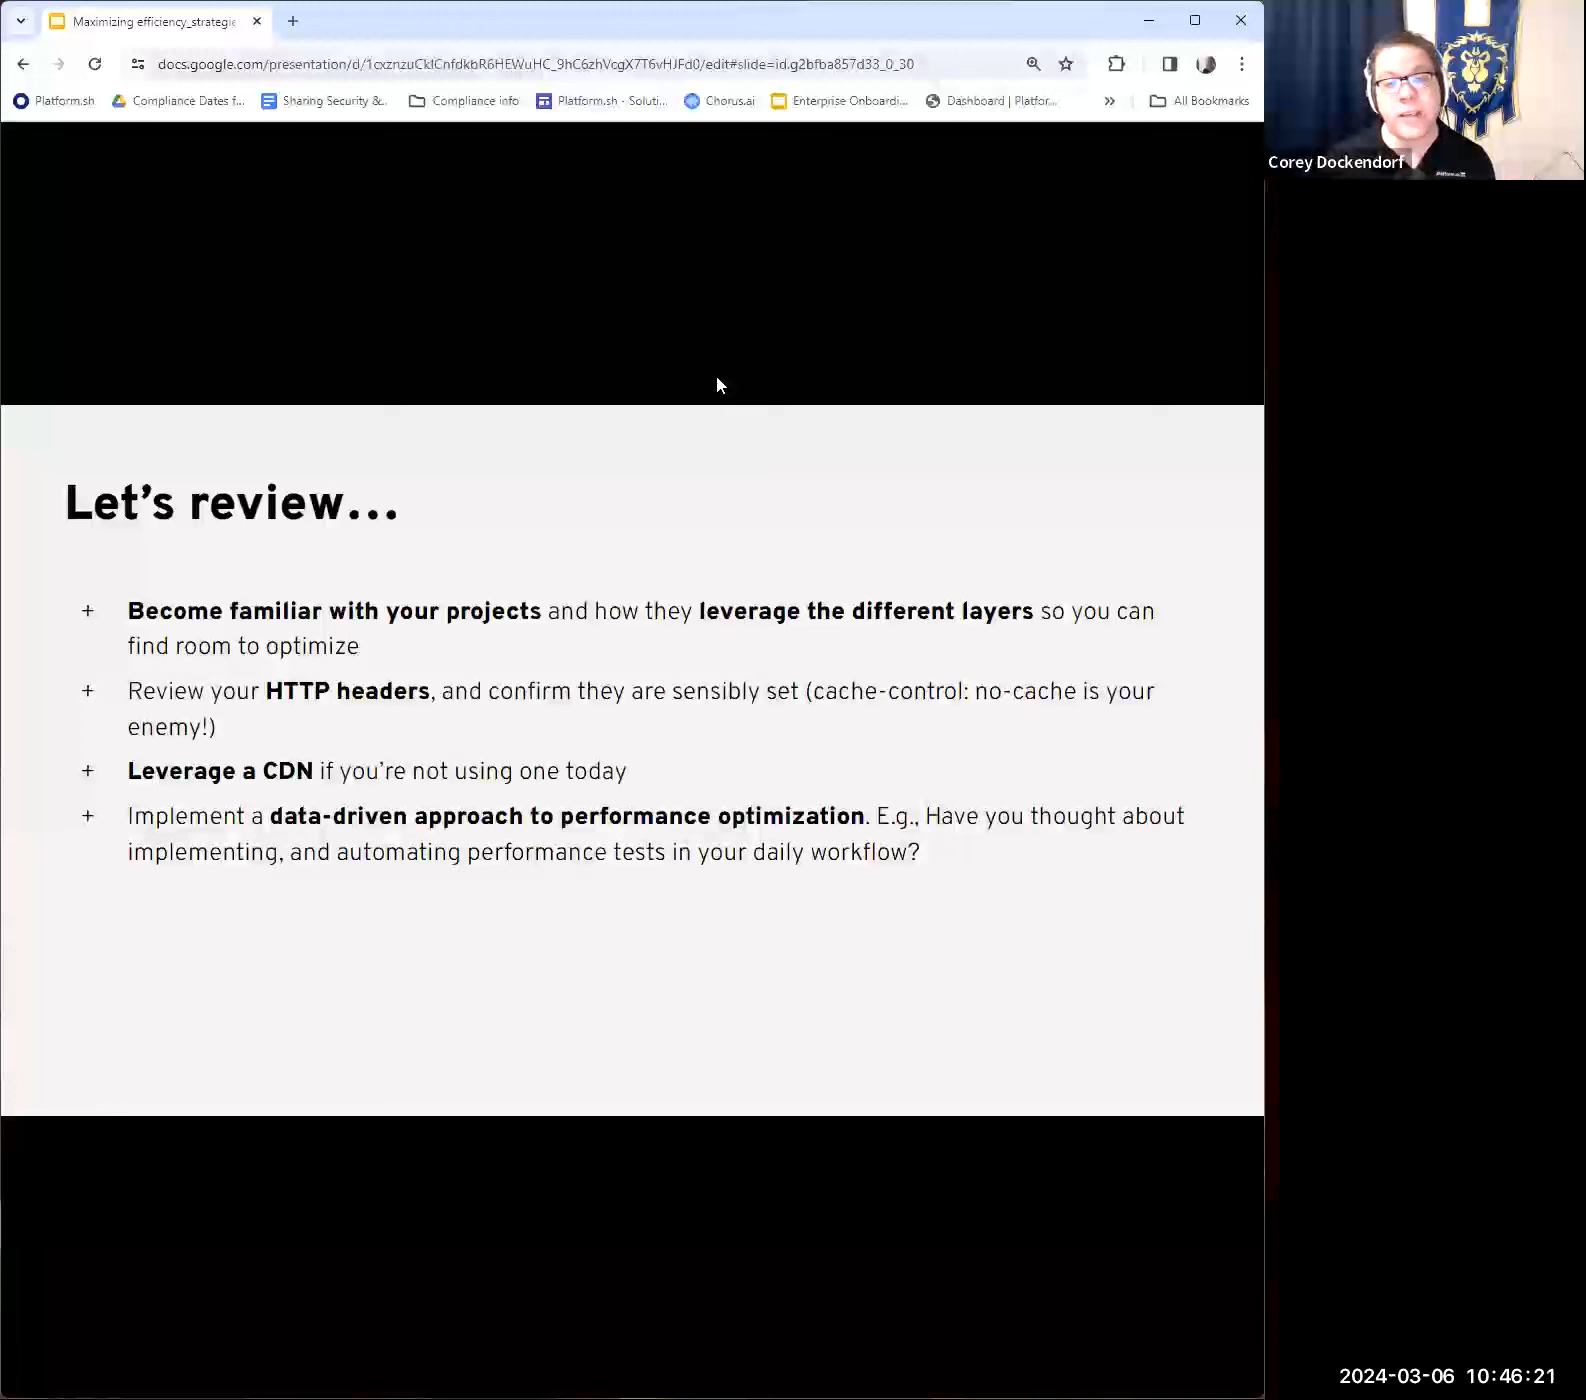 Maximizing efficiency_strategie
docs.google.com/presentation/d/1cxznzuCklCnfdkbR6HEWuHC_9hC6zhVcgX7T6vHJFd0/edit#slide=id.g2bfba857d33_0_30
Platform.sh Compliance Dates f... Sharing Security &... Compliance info Platform.sh - Soluti... Chorus.ai Enterprise Onboardi... Dashboard | Platfor... » All Bookmarks
Corey Dockendorf
Let's review...
+ Become familiar with your projects and how they leverage the different layers so you can
find room to optimize
+ Review your HTTP headers, and confirm they are sensibly set (cache-control: no-cache is your
enemy!)
+ Leverage a CDN if you're not using one today
+ Implement a data-driven approach to performance optimization. E.g., Have you thought about
implementing, and automating performance tests in your daily workflow?
2024-03-06 10:46:21